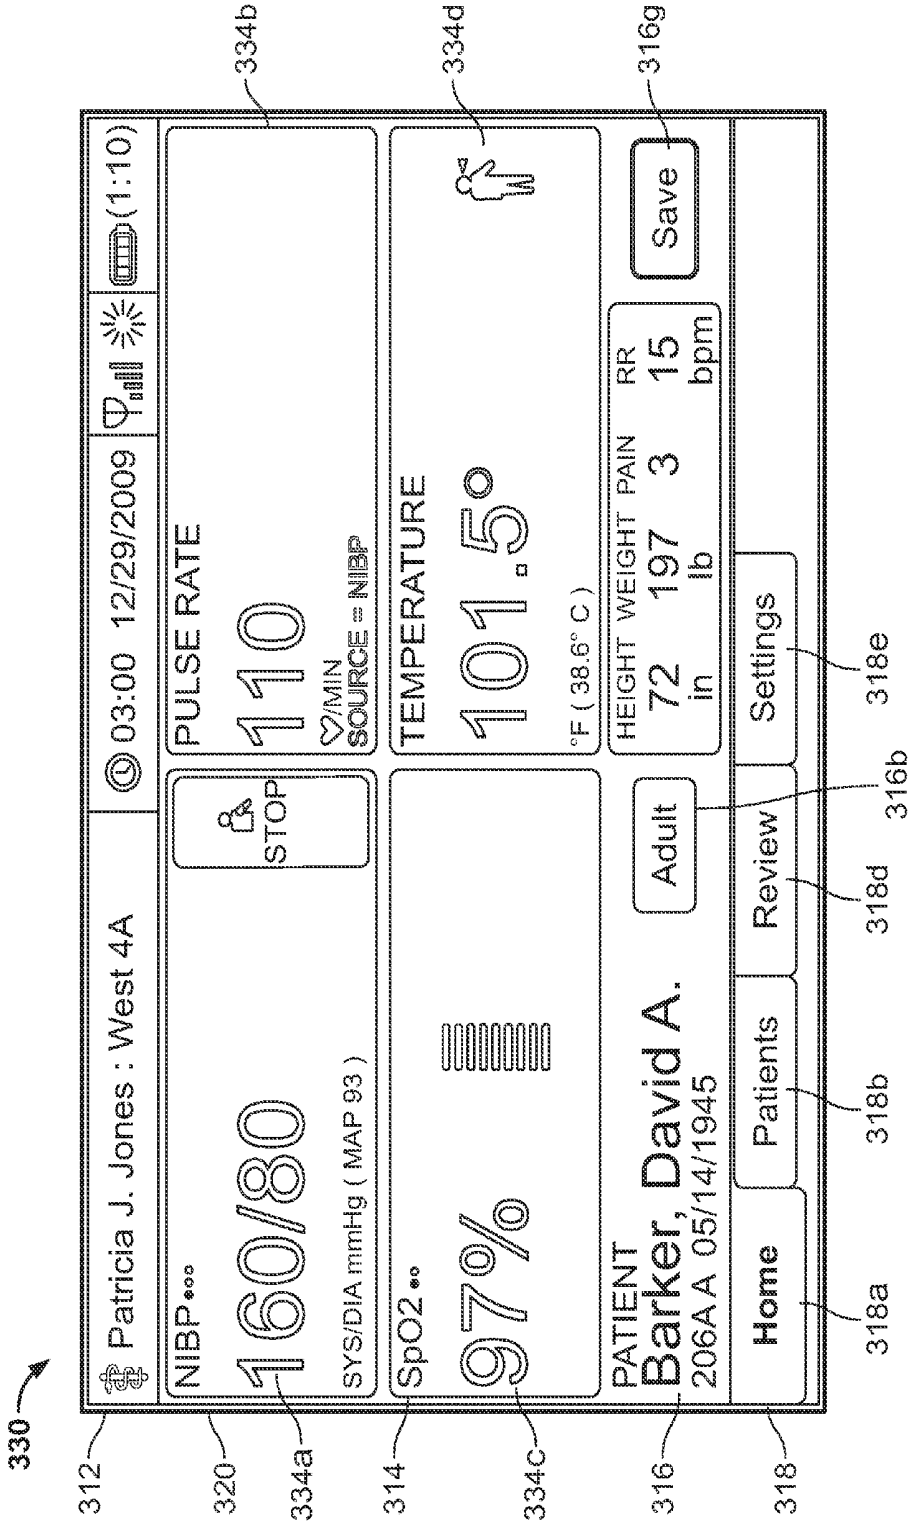 330
312
320
334a
314
334c
316
318
Patricia J. Jones : West 4A
03:00 12/29/2009
(1:10)
NIBP
160/80
SYS/DIA mmHg ( MAP 93 )
STOP
PULSE RATE
110
/MIN
SOURCE = NIBP
334b
SpO2
97%
TEMPERATURE
101.5°
°F ( 38.6° C )
334d
PATIENT
Barker, David A.
206A A 05/14/1945
Adult
HEIGHT WEIGHT PAIN RR
72 197 3 15
in lb bpm
Save
316g
Home
Patients
Review
Settings
318a
318b
318d
316b
318e